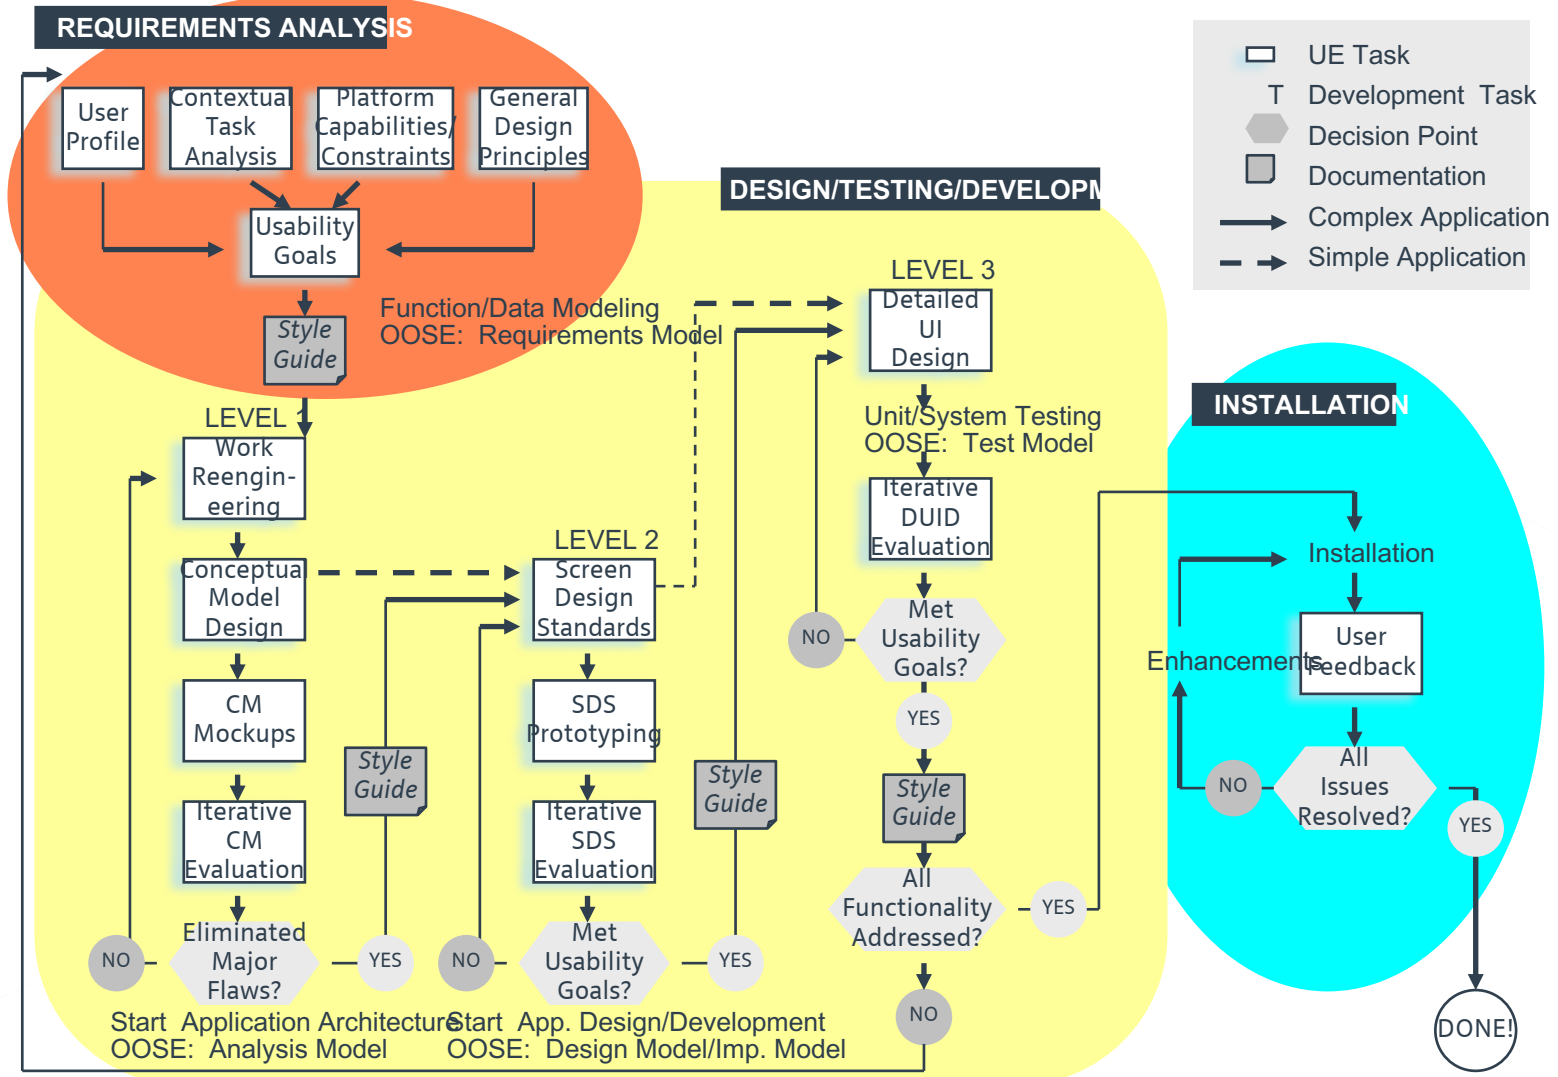 REQUIREMENTS ANALYSIS
User
Profile
Contextual
Task
Analysis
Platform
Capabilities/
Constraints
General
Design
Principles
Usability
Goals
Style
Guide
Function/Data Modeling
OOSE: Requirements Model
UE Task
T Development Task
Decision Point
Documentation
Complex Application
Simple Application
DESIGN/TESTING/DEVELOPM
LEVEL 1
Work
Reengin-
eering
Conceptual
Model
Design
CM
Mockups
Iterative
CM
Evaluation
Eliminated
Major
Flaws?
NO
YES
Style
Guide
Start Application Architecture
OOSE: Analysis Model
LEVEL 2
Screen
Design
Standards
SDS
Prototyping
Iterative
SDS
Evaluation
Met
Usability
Goals?
NO
YES
Style
Guide
Start App. Design/Development
OOSE: Design Model/Imp. Model
LEVEL 3
Detailed
UI
Design
Unit/System Testing
OOSE: Test Model
Iterative
DUID
Evaluation
Met
Usability
Goals?
NO
YES
Style
Guide
All
Functionality
Addressed?
YES
NO
INSTALLATION
Installation
User
Feedback
Enhancements
All
Issues
Resolved?
NO
YES
DONE!